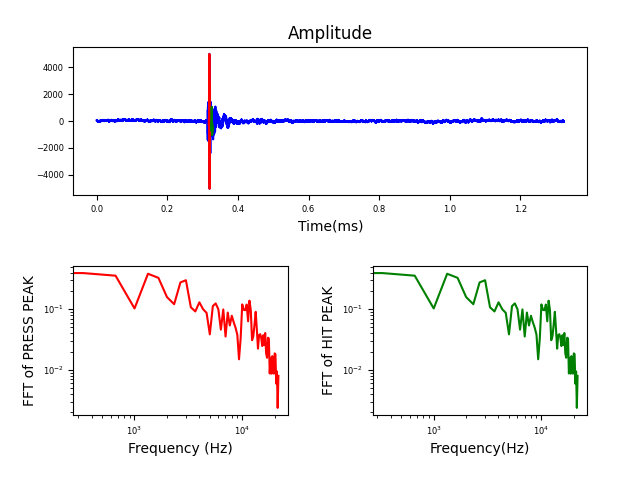 Amplitude
4000
2000
0
−2000
−4000
0.0 0.2 0.4 0.6 0.8 1.0 1.2
Time(ms)
FFT of PRESS PEAK
10⁻¹
10⁻²
10³ 10⁴
Frequency (Hz)
FFT of HIT PEAK
10⁻¹
10⁻²
10³ 10⁴
Frequency(Hz)